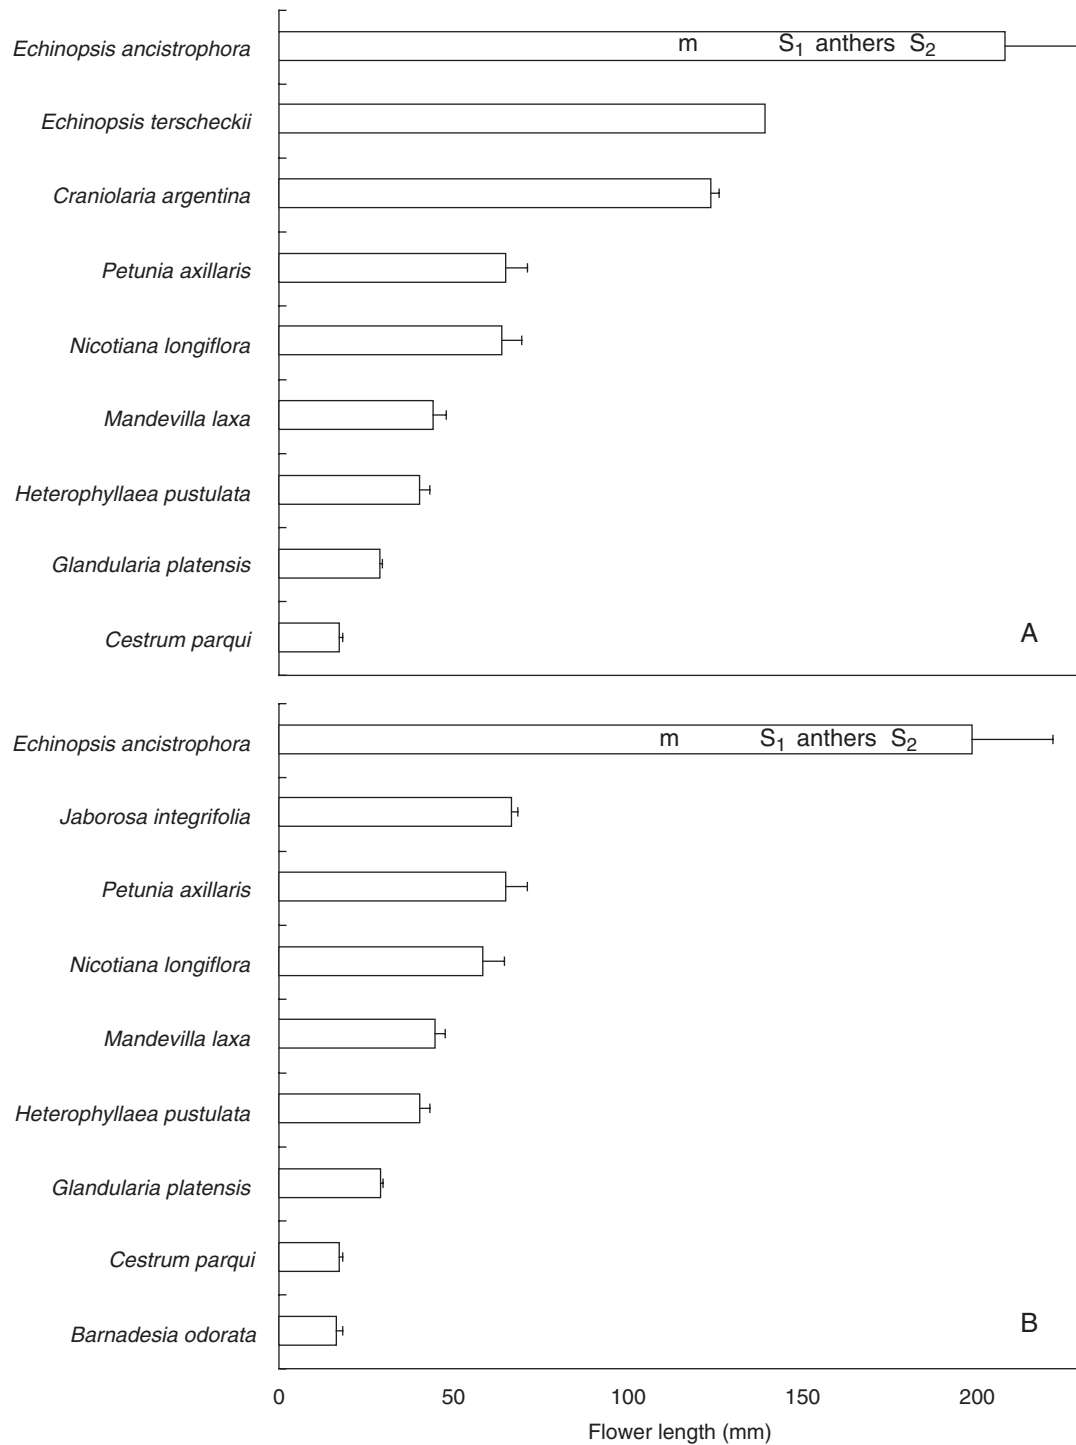 Echinopsis ancistrophora
m S1 anthers S2
Echinopsis terscheckii
Craniolaria argentina
Petunia axillaris
Nicotiana longiflora
Mandevilla laxa
Heterophyllaea pustulata
Glandularia platensis
Cestrum parqui
A
Echinopsis ancistrophora
m S1 anthers S2
Jaborosa integrifolia
Petunia axillaris
Nicotiana longiflora
Mandevilla laxa
Heterophyllaea pustulata
Glandularia platensis
Cestrum parqui
Barnadesia odorata
B
0 50 100 150 200
Flower length (mm)